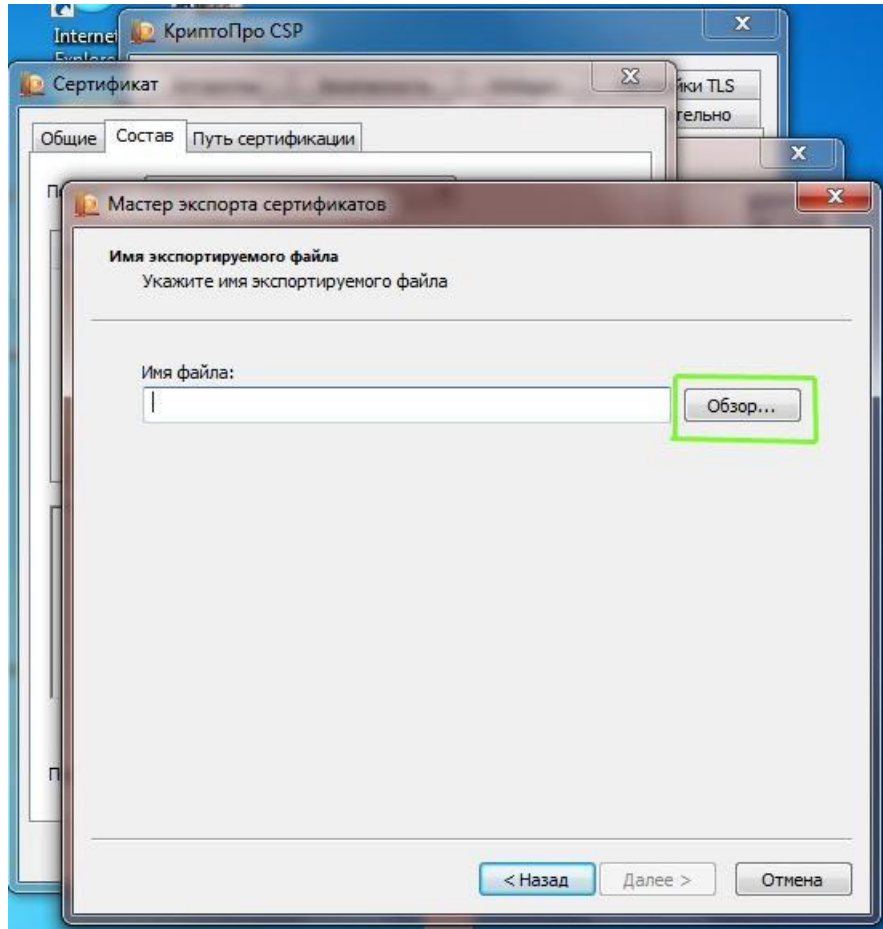 Internet
Explorer
КриптоПро CSP
Сертификат
йки TLS
тельно
Общие
Состав
Путь сертификации
Мастер экспорта сертификатов
Имя экспортируемого файла
Укажите имя экспортируемого файла
Имя файла:
Обзор...
< Назад
Далее >
Отмена